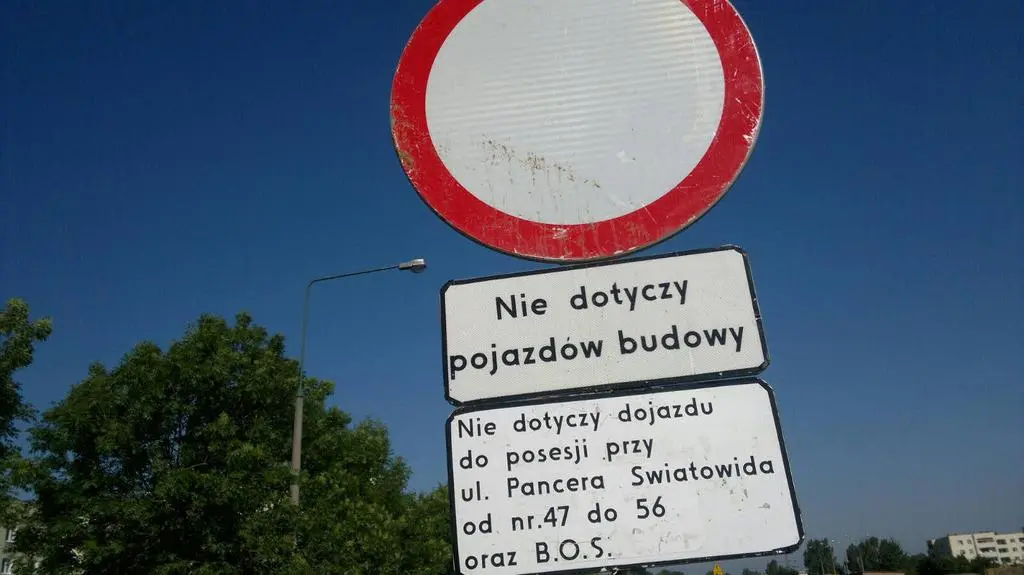 Nie dotyczy
pojazdów budowy
Nie dotyczy dojazdu
do posesji przy
ul. Pancera Swiatowida
od nr.47 do 56
oraz B.O.S.